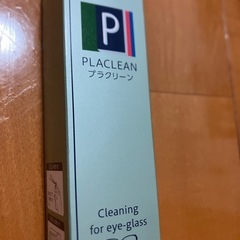 P
PLACLEAN
プラクリーン
Cleaning
for eye-glass